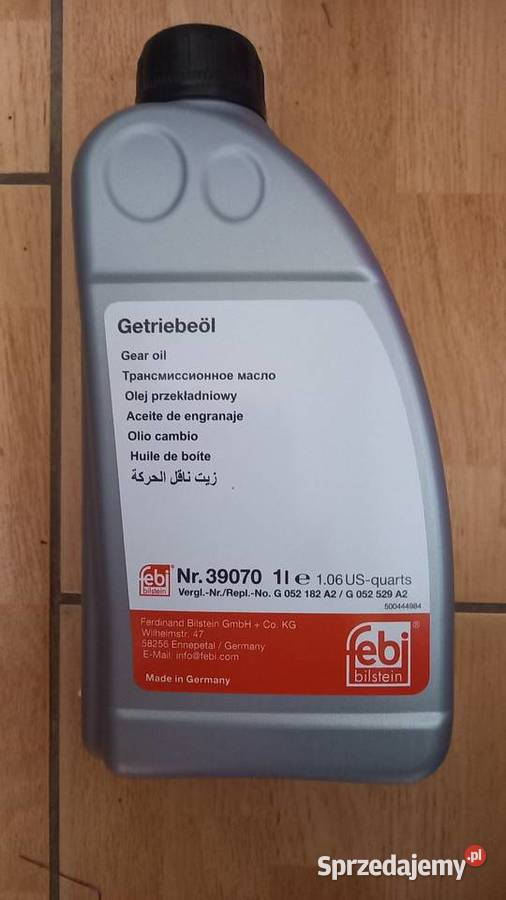 Getriebeöl
Gear oil
Трансмиссионное масло
Olej przekładniowy
Aceite de engranaje
Olio cambio
Huile de boîte
زيت ناقل الحركة
febi bilstein Nr. 39070 1l e 1.06 US-quarts
Vergl.-Nr./Repl.-No. G 052 182 A2 / G 052 529 A2
500444984
Ferdinand Bilstein GmbH + Co. KG
Wilhelmstr. 47
58256 Ennepetal / Germany
E-Mail: info@febi.com
Made in Germany
febi®
bilstein
Sprzedajemy.pl